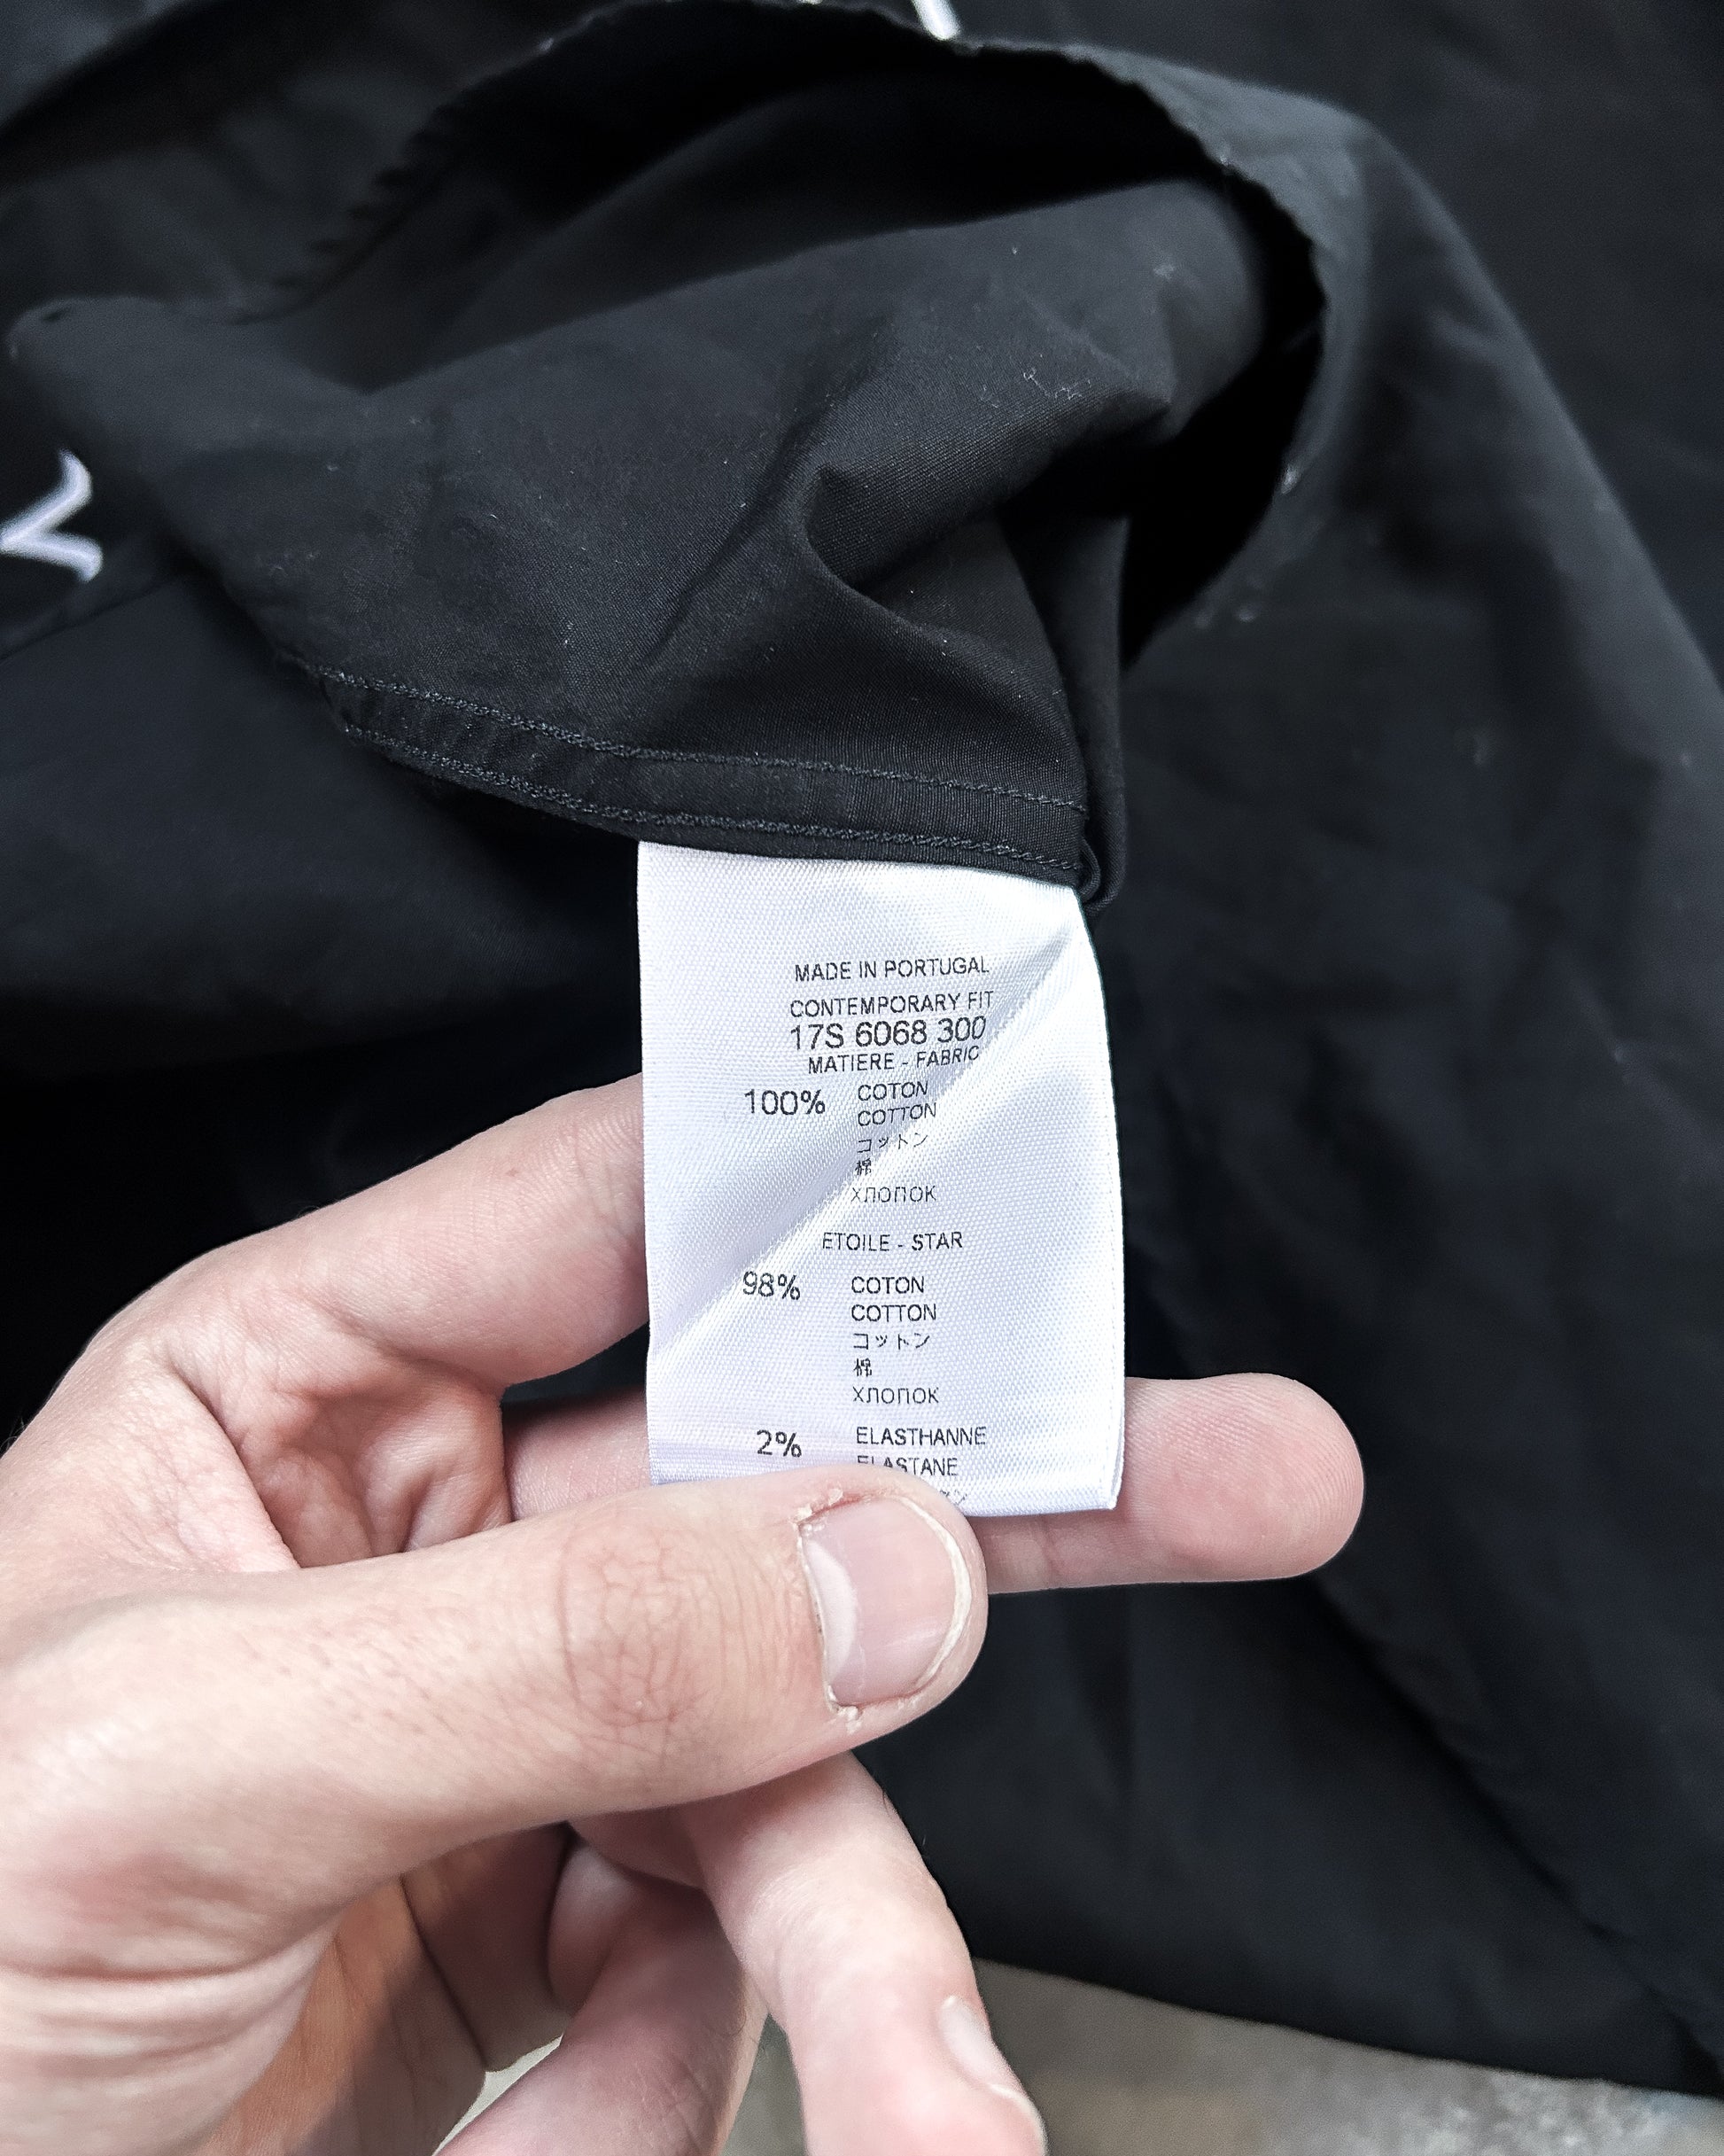 MADE IN PORTUGAL
CONTEMPORARY FIT
17S 6068 300
MATIERE - FABRIC
100% COTON
COTTON
コットン
棉
ХЛОПОК
ETOILE - STAR
98% COTON
COTTON
コットン
棉
ХЛОПОК
2% ELASTHANNE
ELASTANE